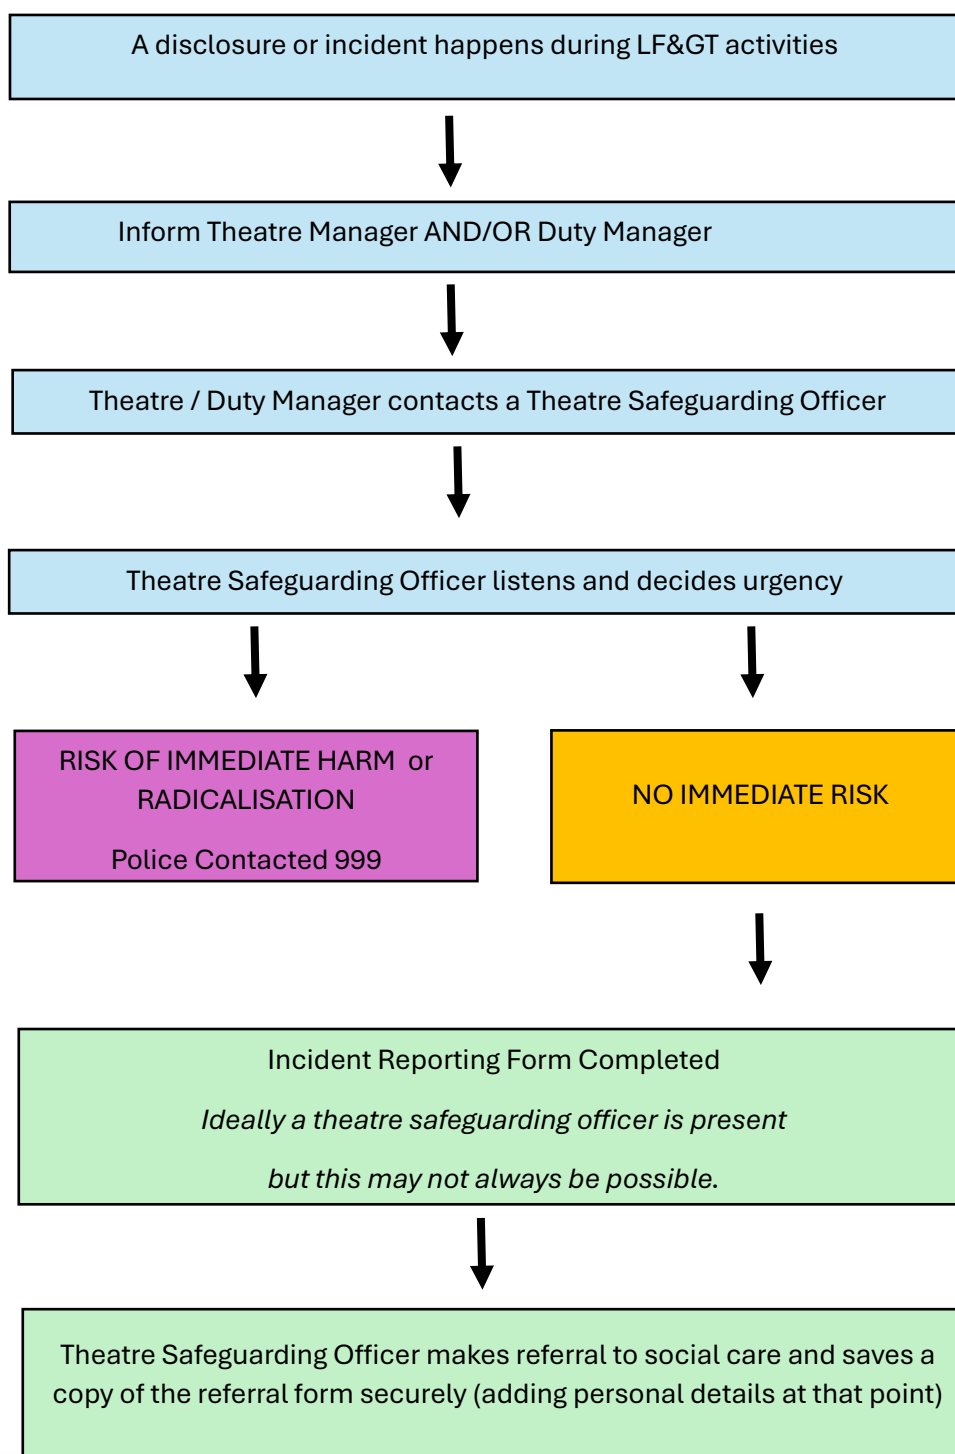 A disclosure or incident happens during LF&GT activities
Inform Theatre Manager AND/OR Duty Manager
Theatre / Duty Manager contacts a Theatre Safeguarding Officer
Theatre Safeguarding Officer listens and decides urgency
RISK OF IMMEDIATE HARM or
RADICALISATION
Police Contacted 999
NO IMMEDIATE RISK
Incident Reporting Form Completed
Ideally a theatre safeguarding officer is present
but this may not always be possible.
Theatre Safeguarding Officer makes referral to social care and saves a
copy of the referral form securely (adding personal details at that point)